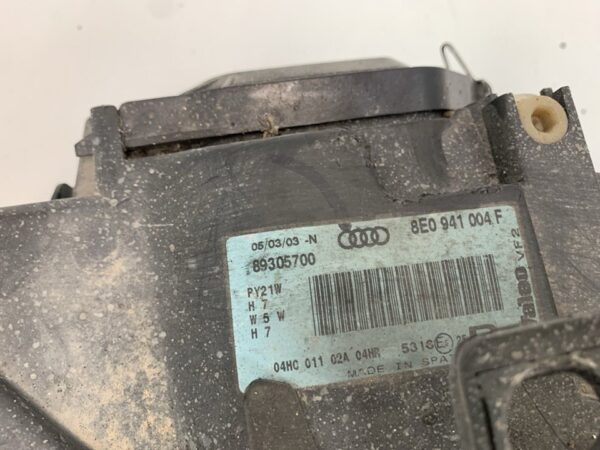 05/03/03 -N 8E0 941 004 F
89305700
PY21W
H 7
W 5 W
H 7
04HC 011 02A 04HR
MADE IN SPA
Valeo VF2